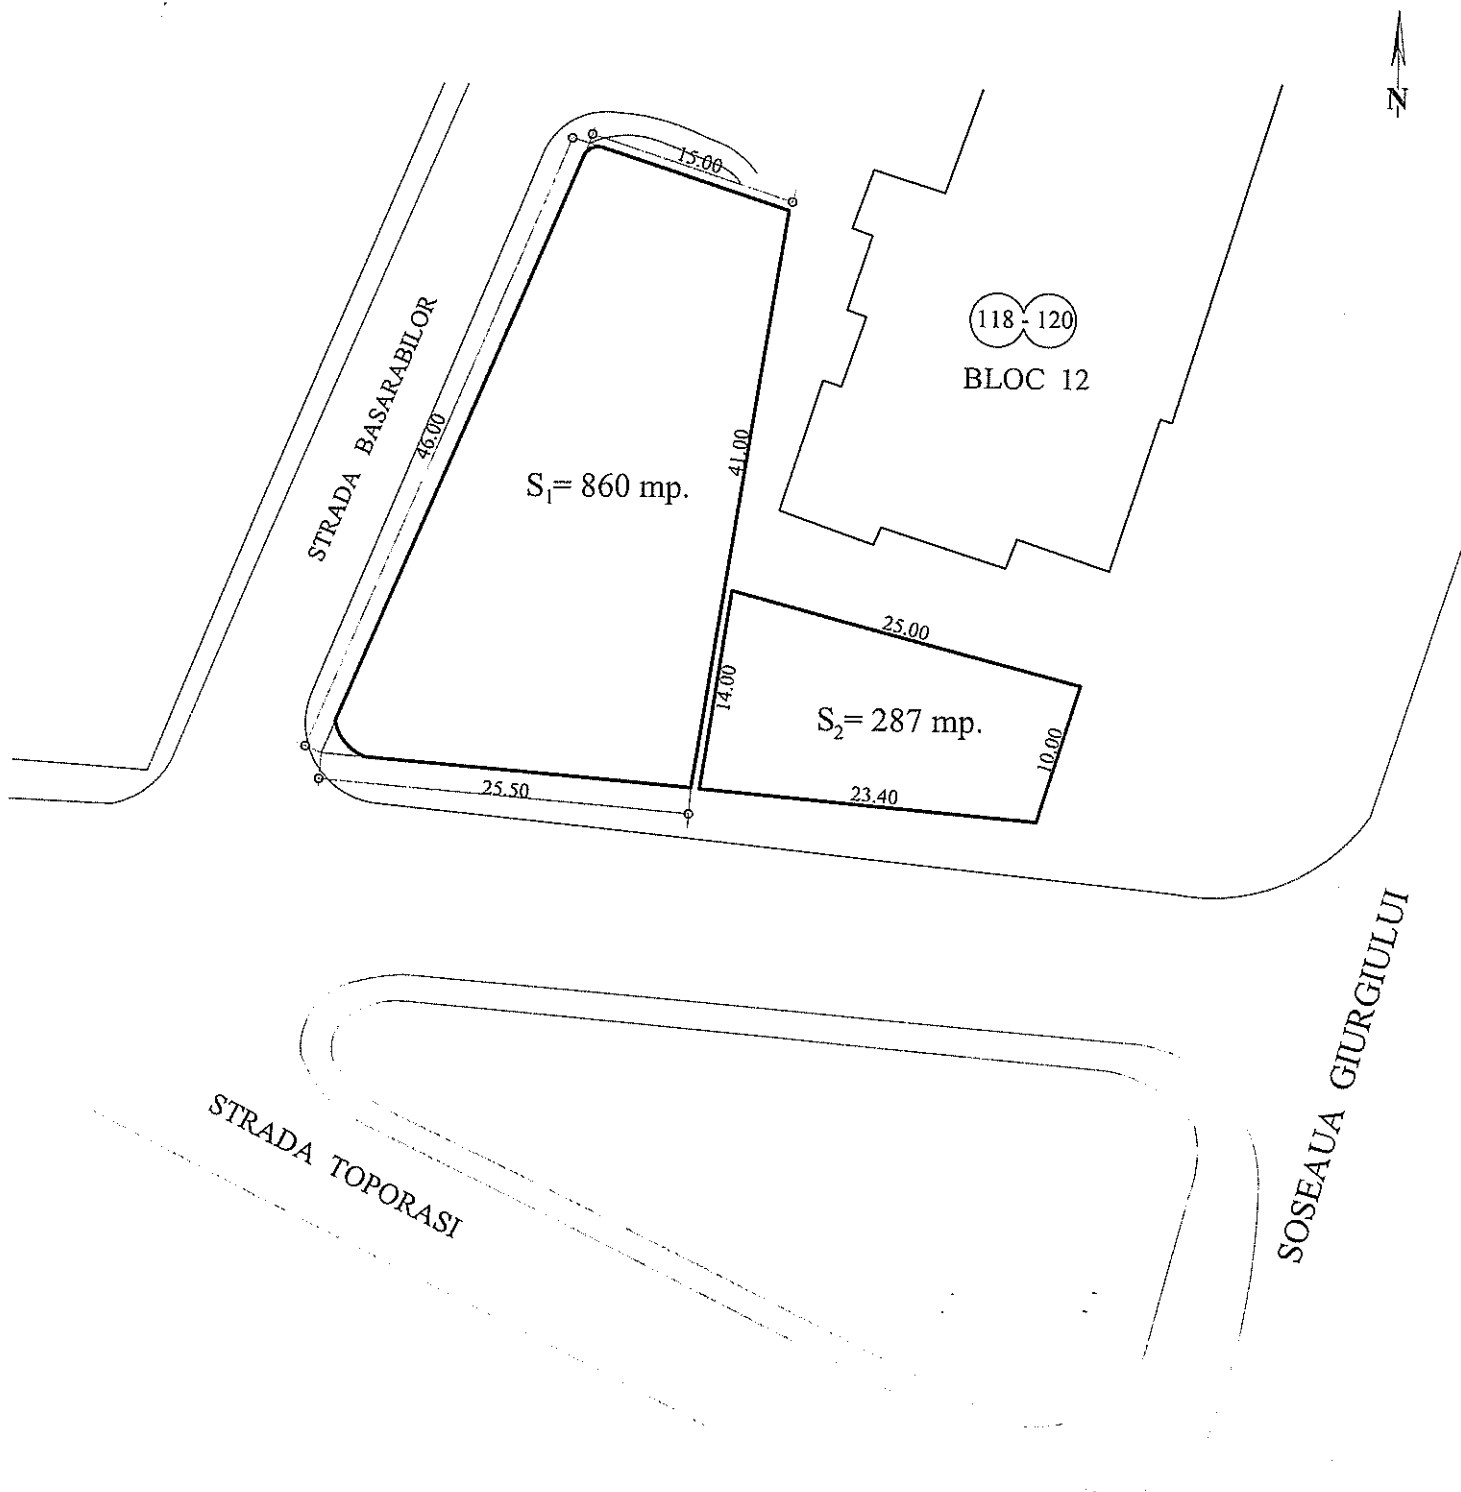 N
15.00
118 - 120
BLOC 12
STRADA BASARABILOR
46.00
41.00
S₁= 860 mp.
25.00
14.00
S₂= 287 mp.
10.00
25.50
23.40
SOSEAUA GIURGIULUI
STRADA TOPORASI